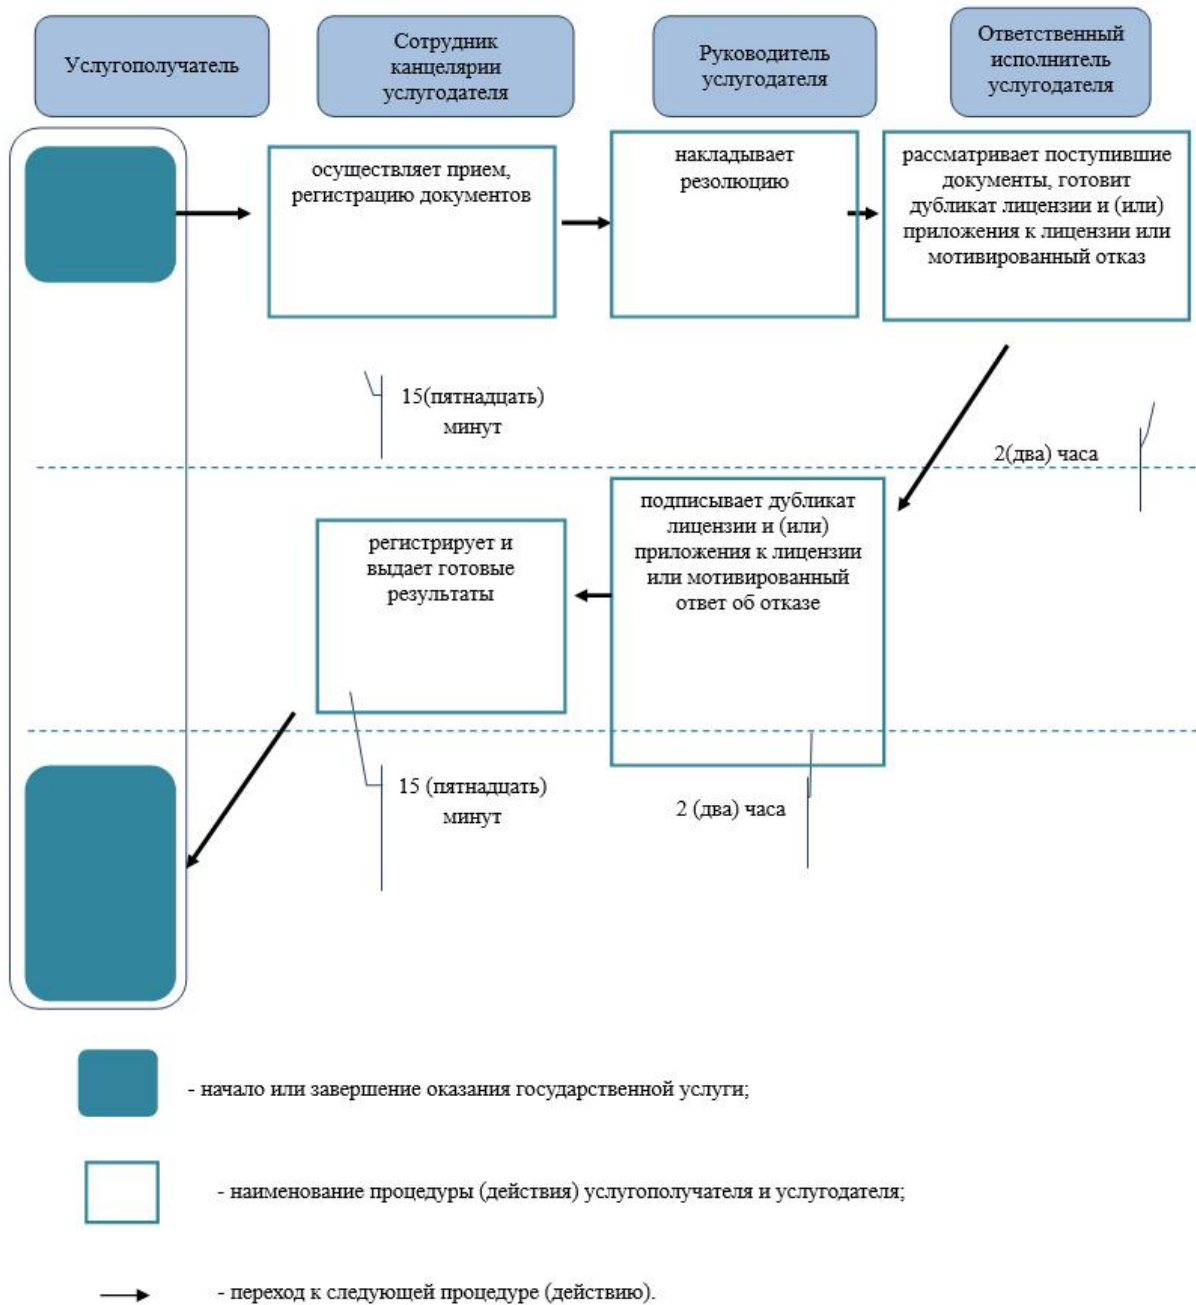 Услугополучатель
Сотрудник
канцелярии
услугодателя
Руководитель
услугодателя
Ответственный
исполнитель
услугодателя
осуществляет прием,
регистрацию документов
накладывает
резолюцию
рассматривает поступившие
документы, готовит
дубликат лицензии и (или)
приложения к лицензии или
мотивированный отказ
15(пятнадцать)
минут
2(два) часа
подписывает дубликат
лицензии и (или)
приложения к лицензии
или мотивированный
ответ об отказе
регистрирует и
выдает готовые
результаты
15 (пятнадцать)
минут
2 (два) часа
- начало или завершение оказания государственной услуги;
- наименование процедуры (действия) услугополучателя и услугодателя;
- переход к следующей процедуре (действию).